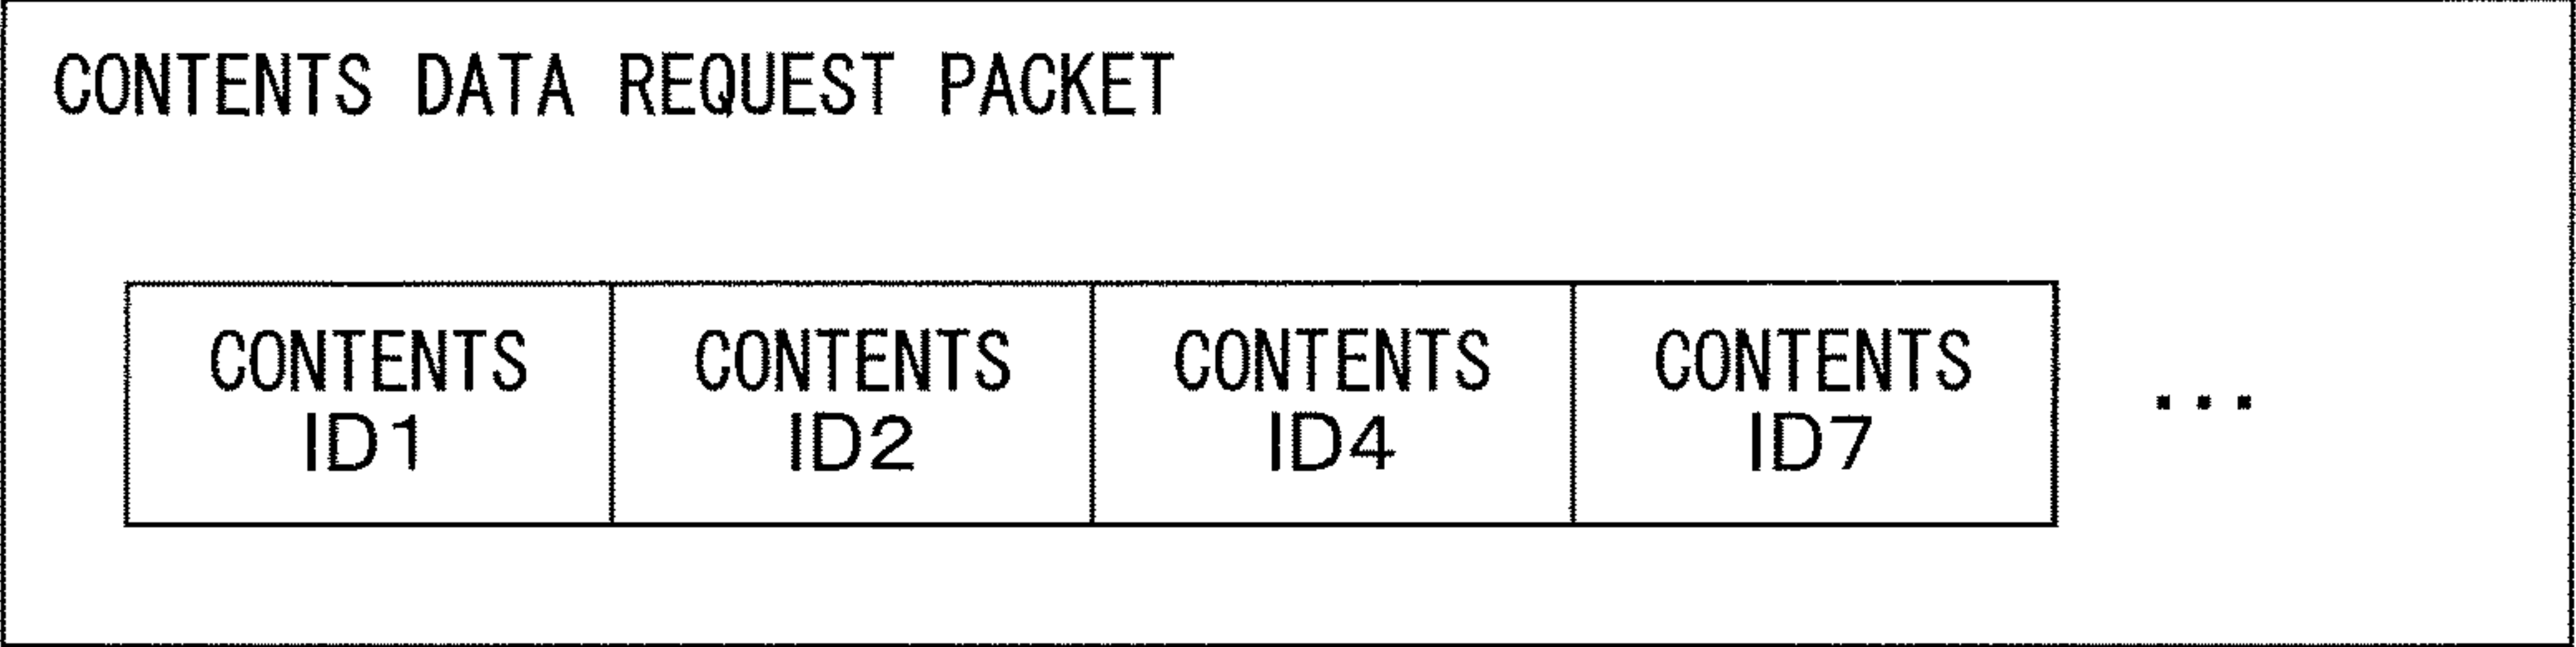 CONTENTS DATA REQUEST PACKET
CONTENTS
ID1
CONTENTS
ID2
CONTENTS
ID4
CONTENTS
ID7
...